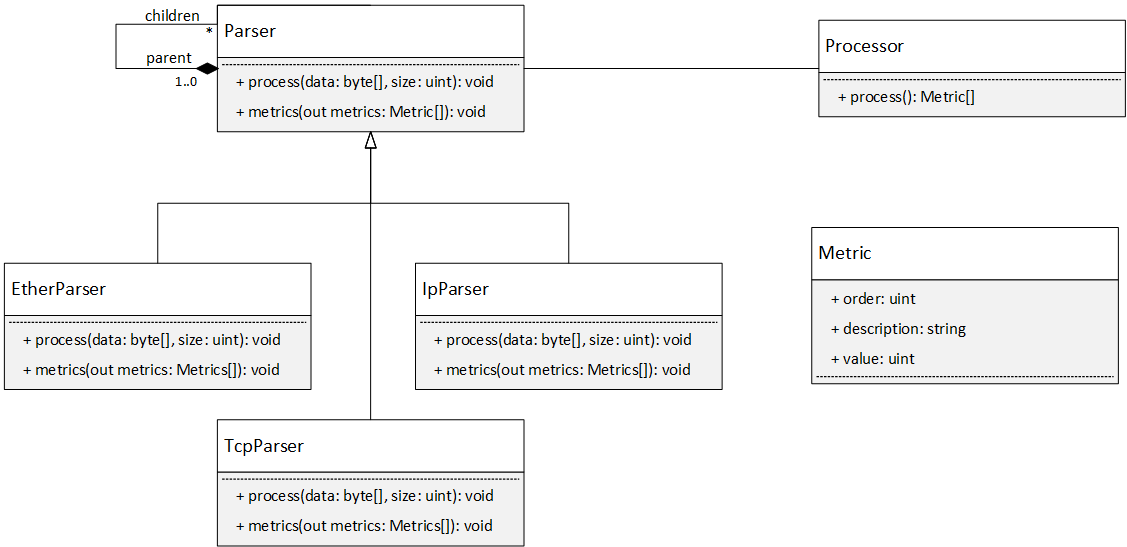 children
*
parent
1..0
Parser
+ process(data: byte[], size: uint): void
+ metrics(out metrics: Metric[]): void
Processor
+ process(): Metric[]
EtherParser
+ process(data: byte[], size: uint): void
+ metrics(out metrics: Metrics[]): void
IpParser
+ process(data: byte[], size: uint): void
+ metrics(out metrics: Metrics[]): void
Metric
+ order: uint
+ description: string
+ value: uint
TcpParser
+ process(data: byte[], size: uint): void
+ metrics(out metrics: Metrics[]): void